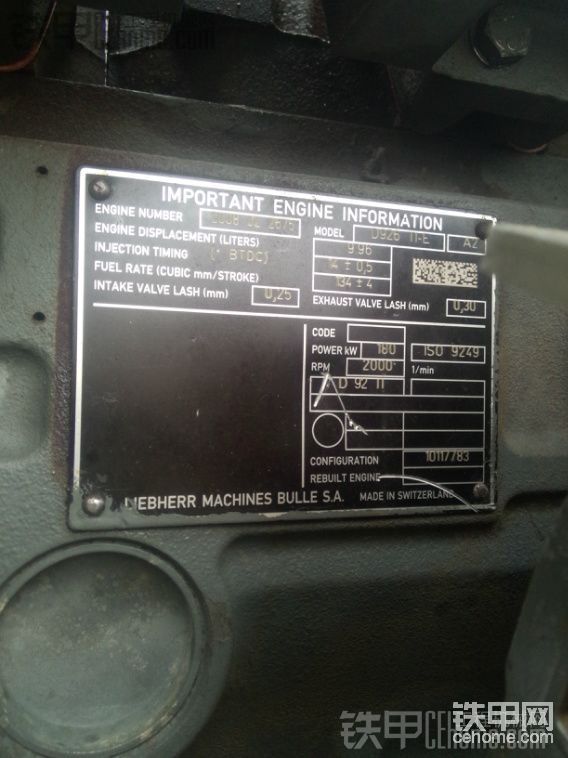 IMPORTANT ENGINE INFORMATION
ENGINE NUMBER MODEL D926 TI-E A2
ENGINE DISPLACEMENT (LITERS) 9.96
INJECTION TIMING (° BTDC) 14 ± 0,5
FUEL RATE (CUBIC mm/STROKE) 134 ± 4
INTAKE VALVE LASH (mm) 0,25 EXHAUST VALVE LASH (mm) 0,30
CODE
POWER kW 180 ISO 9249
RPM 2000 1/min
D 92 TI
CONFIGURATION 10117783
REBUILT ENGINE
LIEBHERR MACHINES BULLE S.A. MADE IN SWITZERLAND
铁甲网
cehome.com